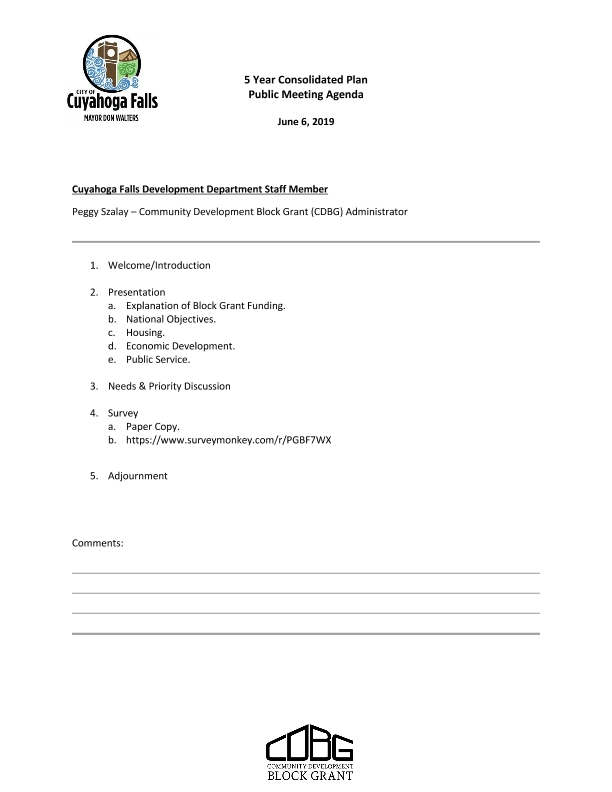 CITY OF
Cuyahoga Falls
MAYOR DON WALTERS
5 Year Consolidated Plan
Public Meeting Agenda
June 6, 2019
Cuyahoga Falls Development Department Staff Member
Peggy Szalay – Community Development Block Grant (CDBG) Administrator
1. Welcome/Introduction
2. Presentation
a. Explanation of Block Grant Funding.
b. National Objectives.
c. Housing.
d. Economic Development.
e. Public Service.
3. Needs & Priority Discussion
4. Survey
a. Paper Copy.
b. https://www.surveymonkey.com/r/PGBF7WX
5. Adjournment
Comments:
CDBG
COMMUNITY DEVELOPMENT
BLOCK GRANT